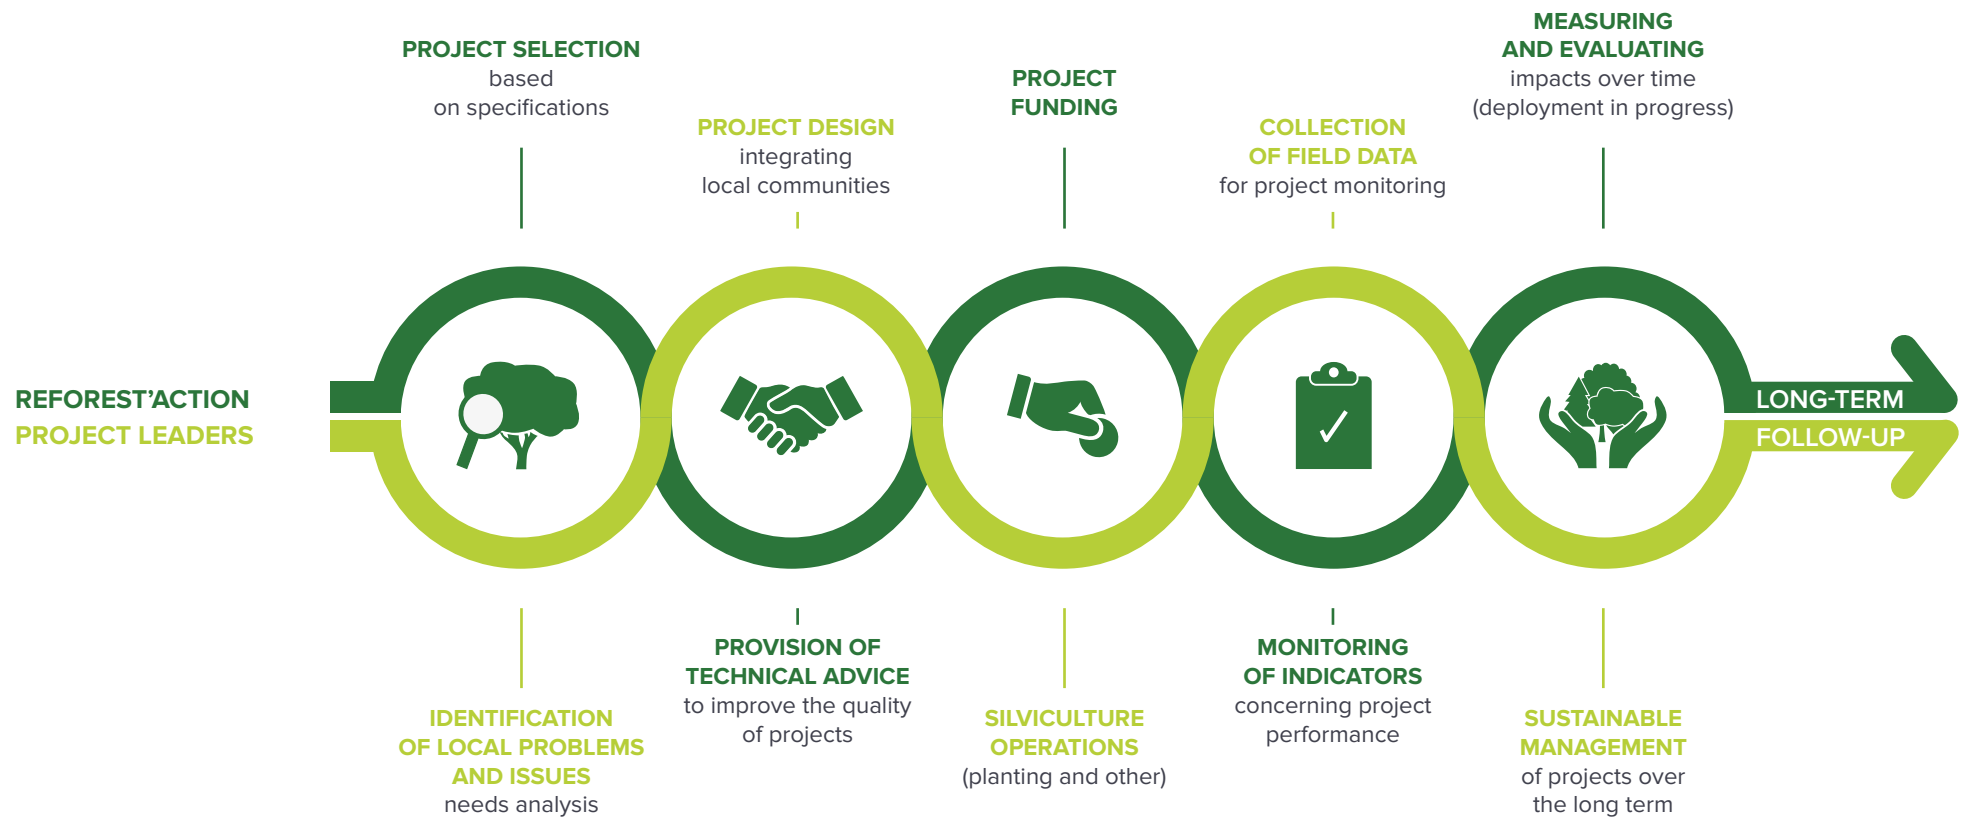 PROJECT SELECTION
based
on specifications
PROJECT DESIGN
integrating
local communities
PROJECT
FUNDING
COLLECTION
OF FIELD DATA
for project monitoring
MEASURING
AND EVALUATING
impacts over time
(deployment in progress)
REFOREST’ACTION
PROJECT LEADERS
LONG-TERM
FOLLOW-UP
IDENTIFICATION
OF LOCAL PROBLEMS
AND ISSUES
needs analysis
PROVISION OF
TECHNICAL ADVICE
to improve the quality
of projects
SILVICULTURE
OPERATIONS
(planting and other)
MONITORING
OF INDICATORS
concerning project
performance
SUSTAINABLE
MANAGEMENT
of projects over
the long term